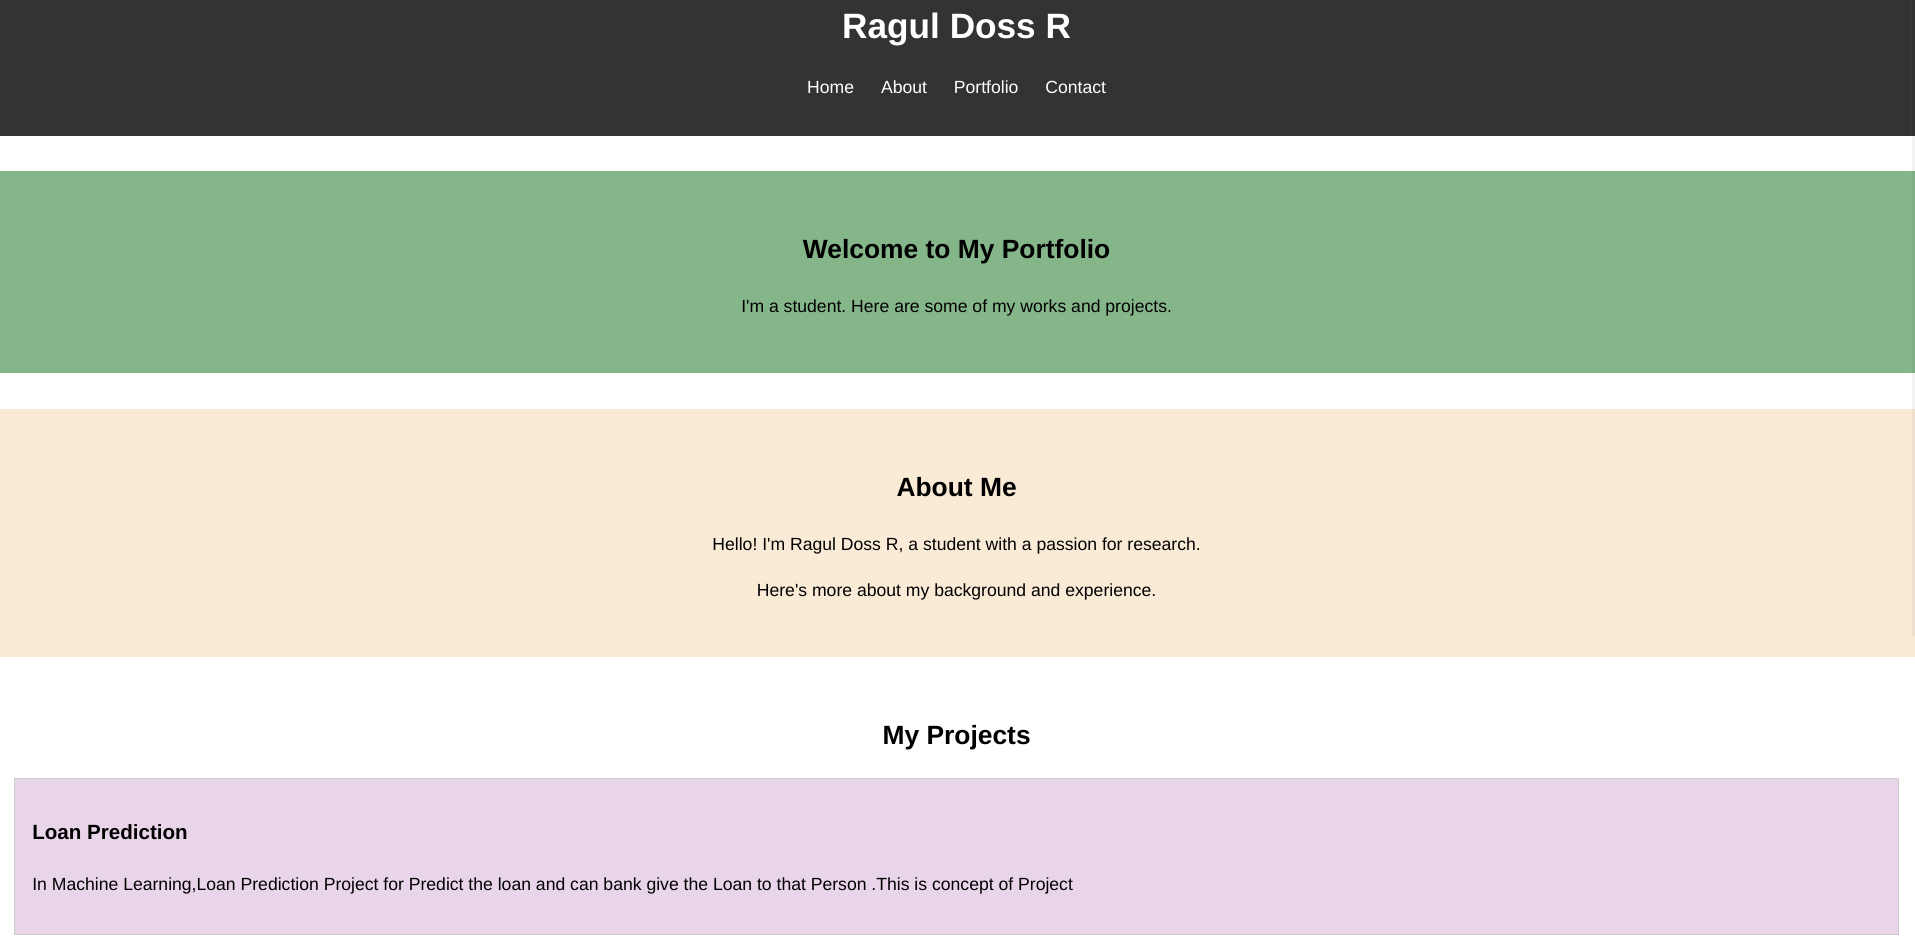 Ragul Doss R
Home About Portfolio Contact
Welcome to My Portfolio
I'm a student. Here are some of my works and projects.
About Me
Hello! I'm Ragul Doss R, a student with a passion for research.
Here's more about my background and experience.
My Projects
Loan Prediction
In Machine Learning,Loan Prediction Project for Predict the loan and can bank give the Loan to that Person .This is concept of Project